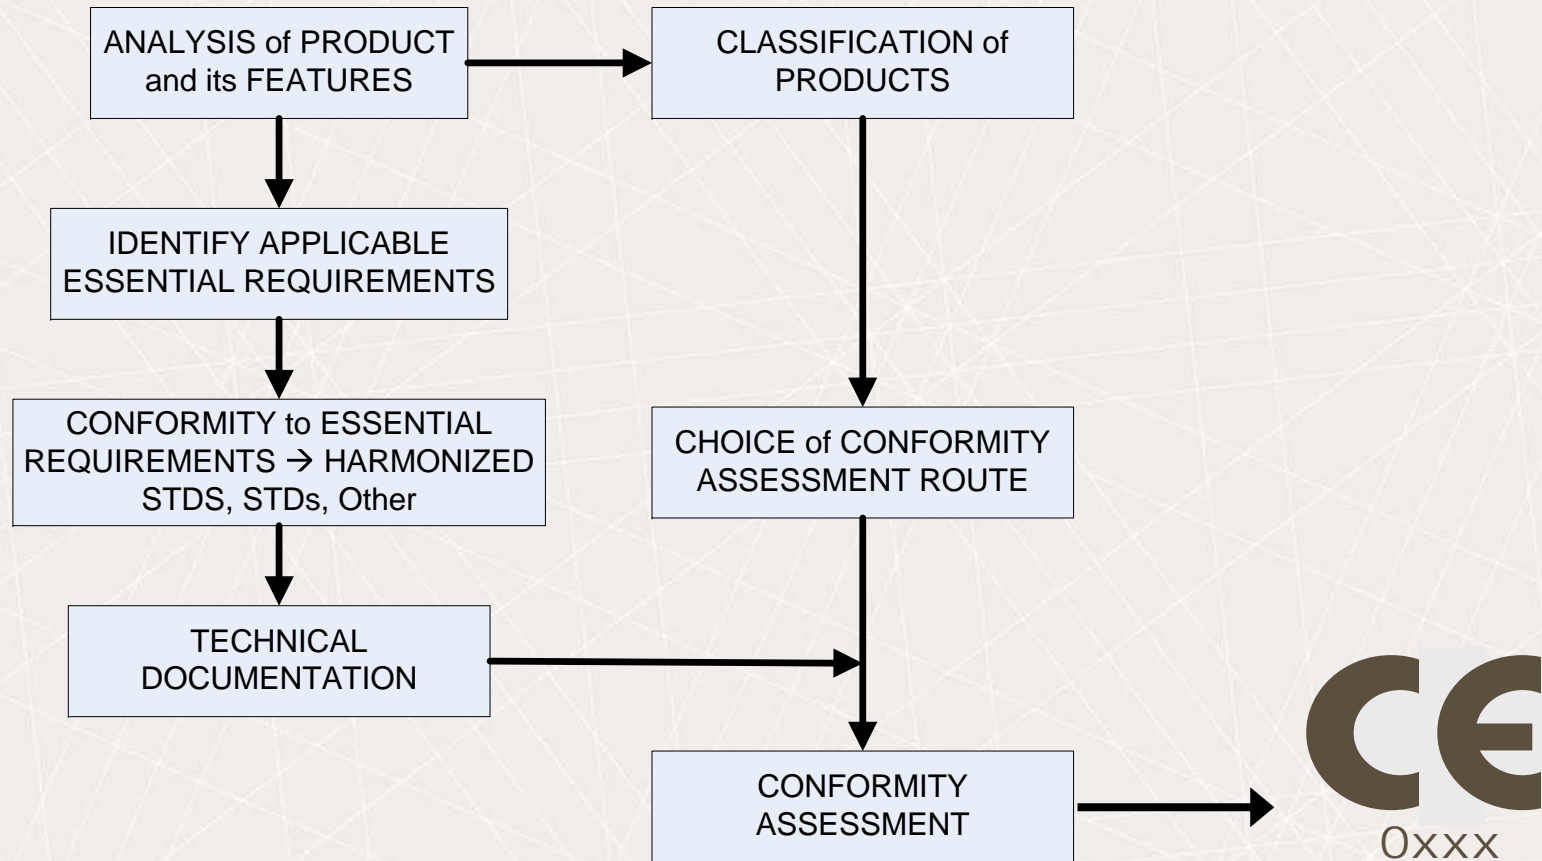 ANALYSIS of PRODUCT
and its FEATURES
CLASSIFICATION of
PRODUCTS
IDENTIFY APPLICABLE
ESSENTIAL REQUIREMENTS
CONFORMITY to ESSENTIAL
REQUIREMENTS → HARMONIZED
STDS, STDs, Other
CHOICE of CONFORMITY
ASSESSMENT ROUTE
TECHNICAL
DOCUMENTATION
CONFORMITY
ASSESSMENT
CE
0xxx